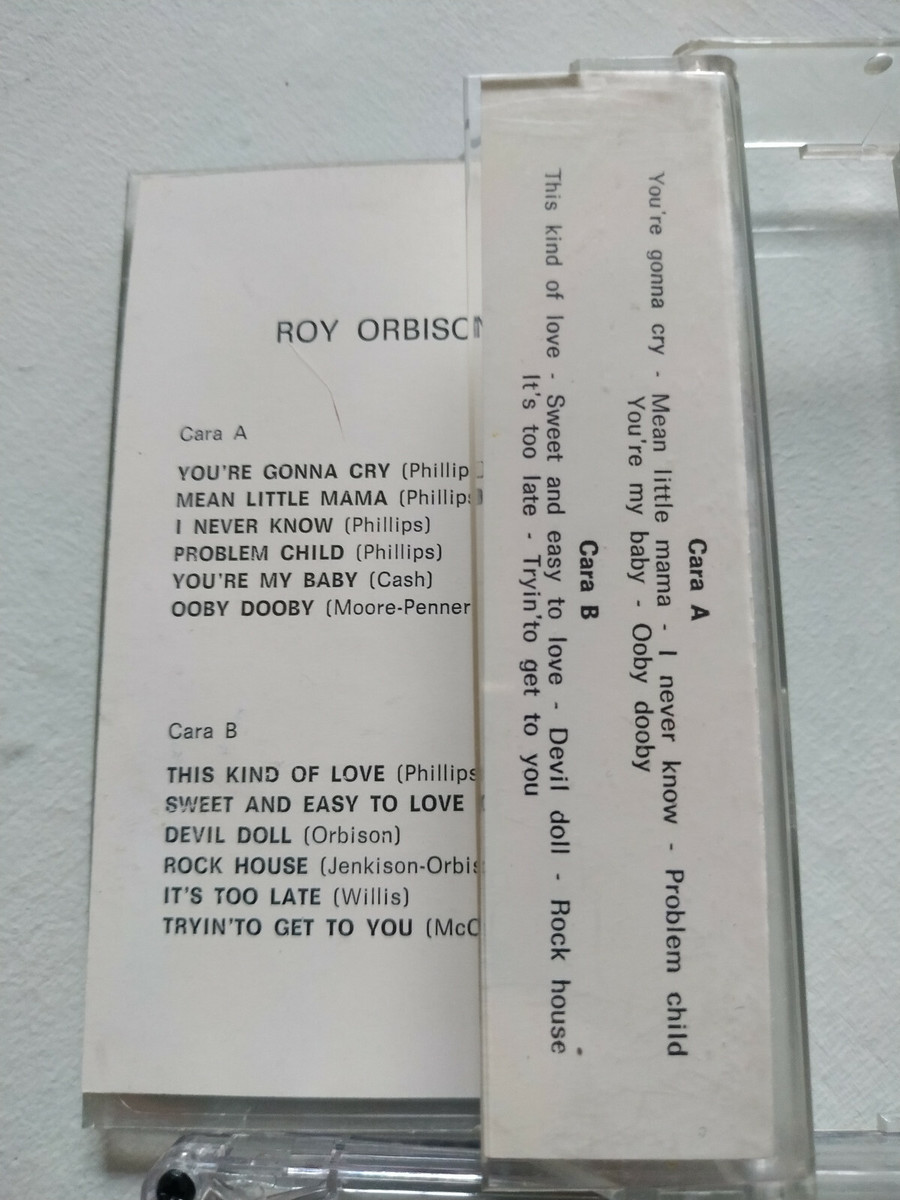 ROY ORBISON
Cara A
YOU'RE GONNA CRY (Phillip
MEAN LITTLE MAMA (Phillips
I NEVER KNOW (Phillips)
PROBLEM CHILD (Phillips)
YOU'RE MY BABY (Cash)
OOBY DOOBY (Moore-Penner
Cara B
THIS KIND OF LOVE (Phillips
SWEET AND EASY TO LOVE
DEVIL DOLL (Orbison)
ROCK HOUSE (Jenkison-Orbis
IT'S TOO LATE (Willis)
TRYIN'TO GET TO YOU (McC
Cara A
You're gonna cry - Mean little mama - I never know - Problem child
You're my baby - Ooby dooby
Cara B
This kind of love - Sweet and easy to love - Devil doll - Rock house
It's too late - Tryin'to get to you